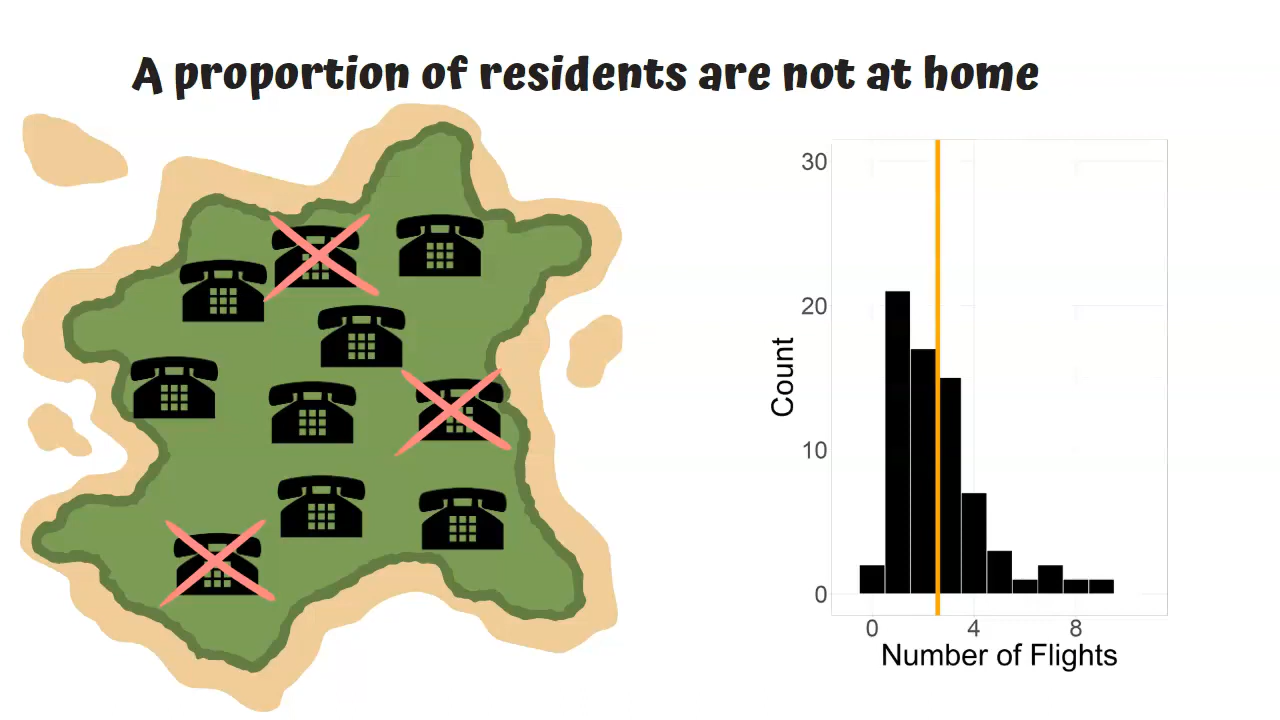 A proportion of residents are not at home
30
20
10
0
Count
0 4 8
Number of Flights